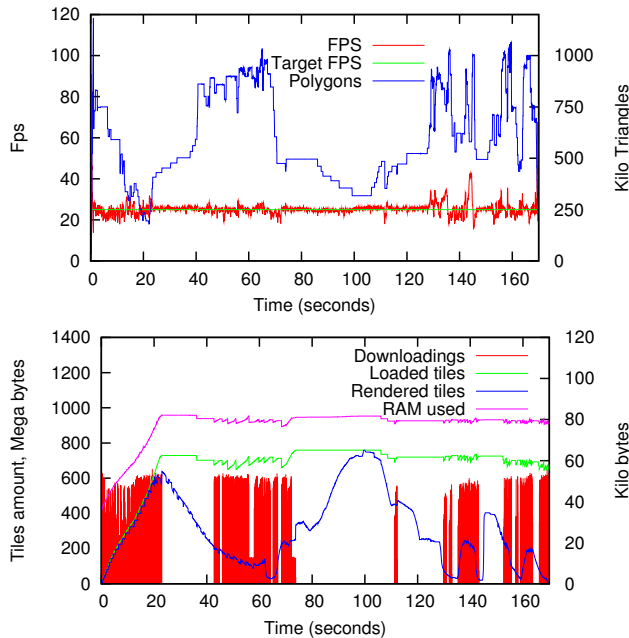 120
100
80
60
40
20
0
Fps
FPS
Target FPS
Polygons
1000
750
500
250
0
Kilo Triangles
0 20 40 60 80 100 120 140 160
Time (seconds)
1400
1200
1000
800
600
400
200
0
Tiles amount, Mega bytes
Downloadings
Loaded tiles
Rendered tiles
RAM used
120
100
80
60
40
20
0
Kilo bytes
0 20 40 60 80 100 120 140 160
Time (seconds)